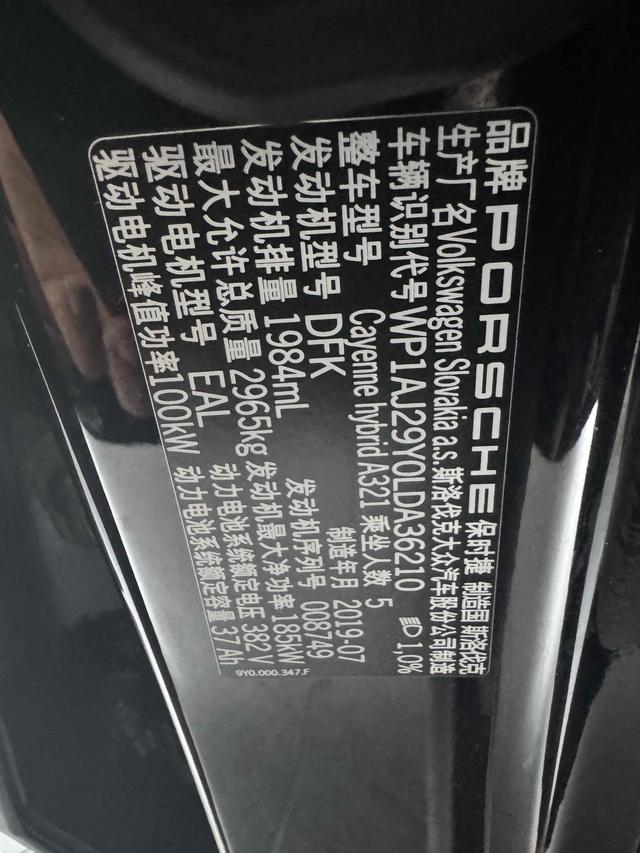 品牌 PORSCHE 保时捷 制造国 斯洛伐克
生产厂名 Volkswagen Slovakia a.s.斯洛伐克大众汽车股份公司制造
车辆识别代号 WP1AJ29Y0LDA36210 1,0%
整车型号 Cayenne hybrid A321 乘坐人数 5
发动机型号 DFK 制造年月 2019-07
发动机排量 1984mL 发动机序列号 008749
最大允许总质量 2965kg 发动机最大净功率 185kW
驱动电机型号 EAL 动力电池系统额定电压 382V
驱动电机峰值功率100kW 动力电池系统额定容量 37Ah
9Y0.000.347.F